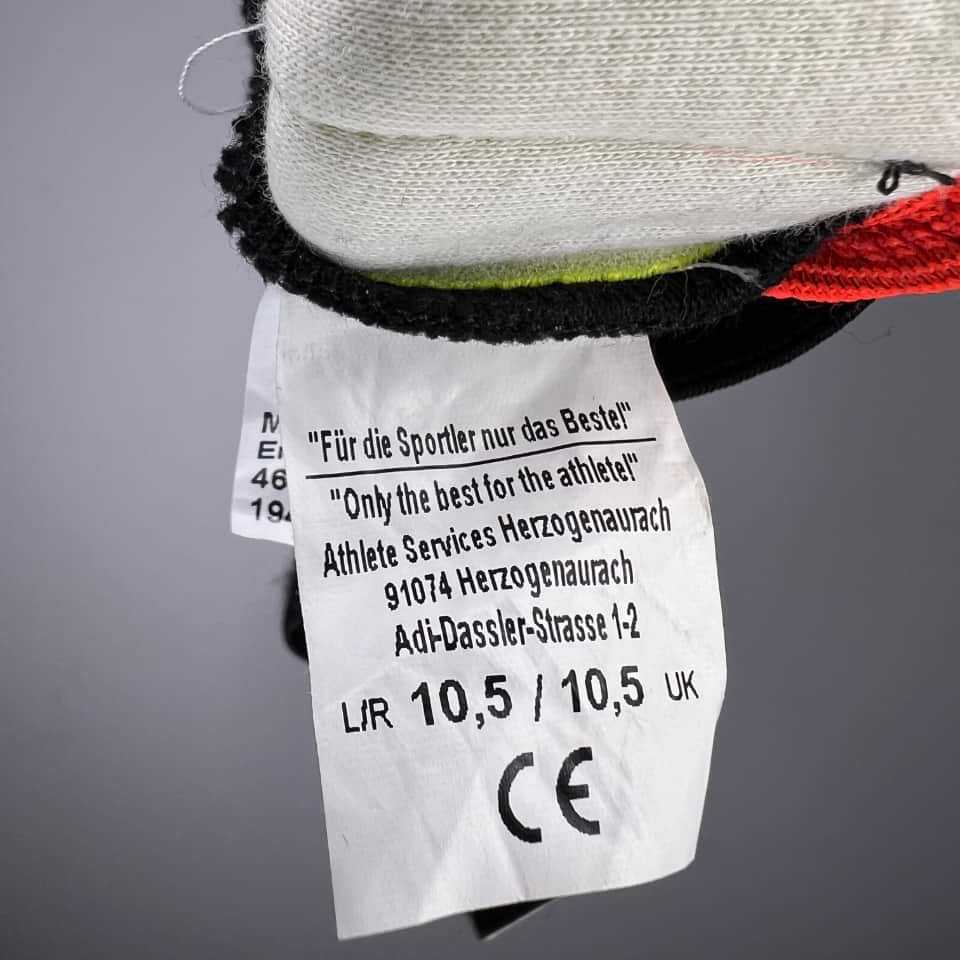 "Für die Sportler nur das Beste!"
"Only the best for the athlete!"
Athlete Services Herzogenaurach
91074 Herzogenaurach
Adi-Dassler-Strasse 1-2
L/R 10,5 / 10,5 UK
CE
46